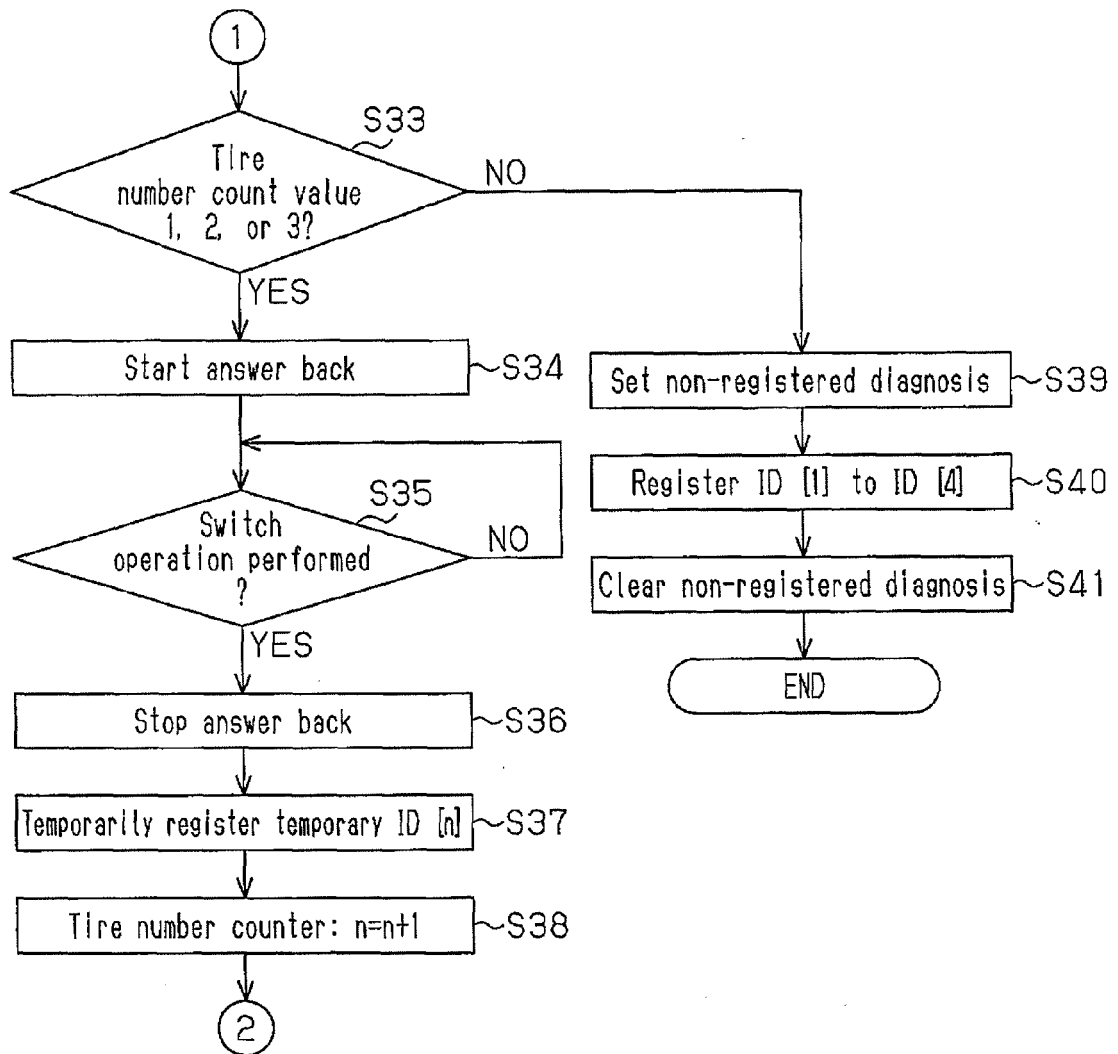 1
S33
Tire
number count value
1, 2, or 3?
NO
YES
Start answer back
S34
S35
Switch
operation performed
?
NO
YES
Stop answer back
S36
Temporarily register temporary ID [n]
S37
Tire number counter: n=n+1
S38
2
Set non-registered diagnosis
S39
Register ID [1] to ID [4]
S40
Clear non-registered diagnosis
S41
END